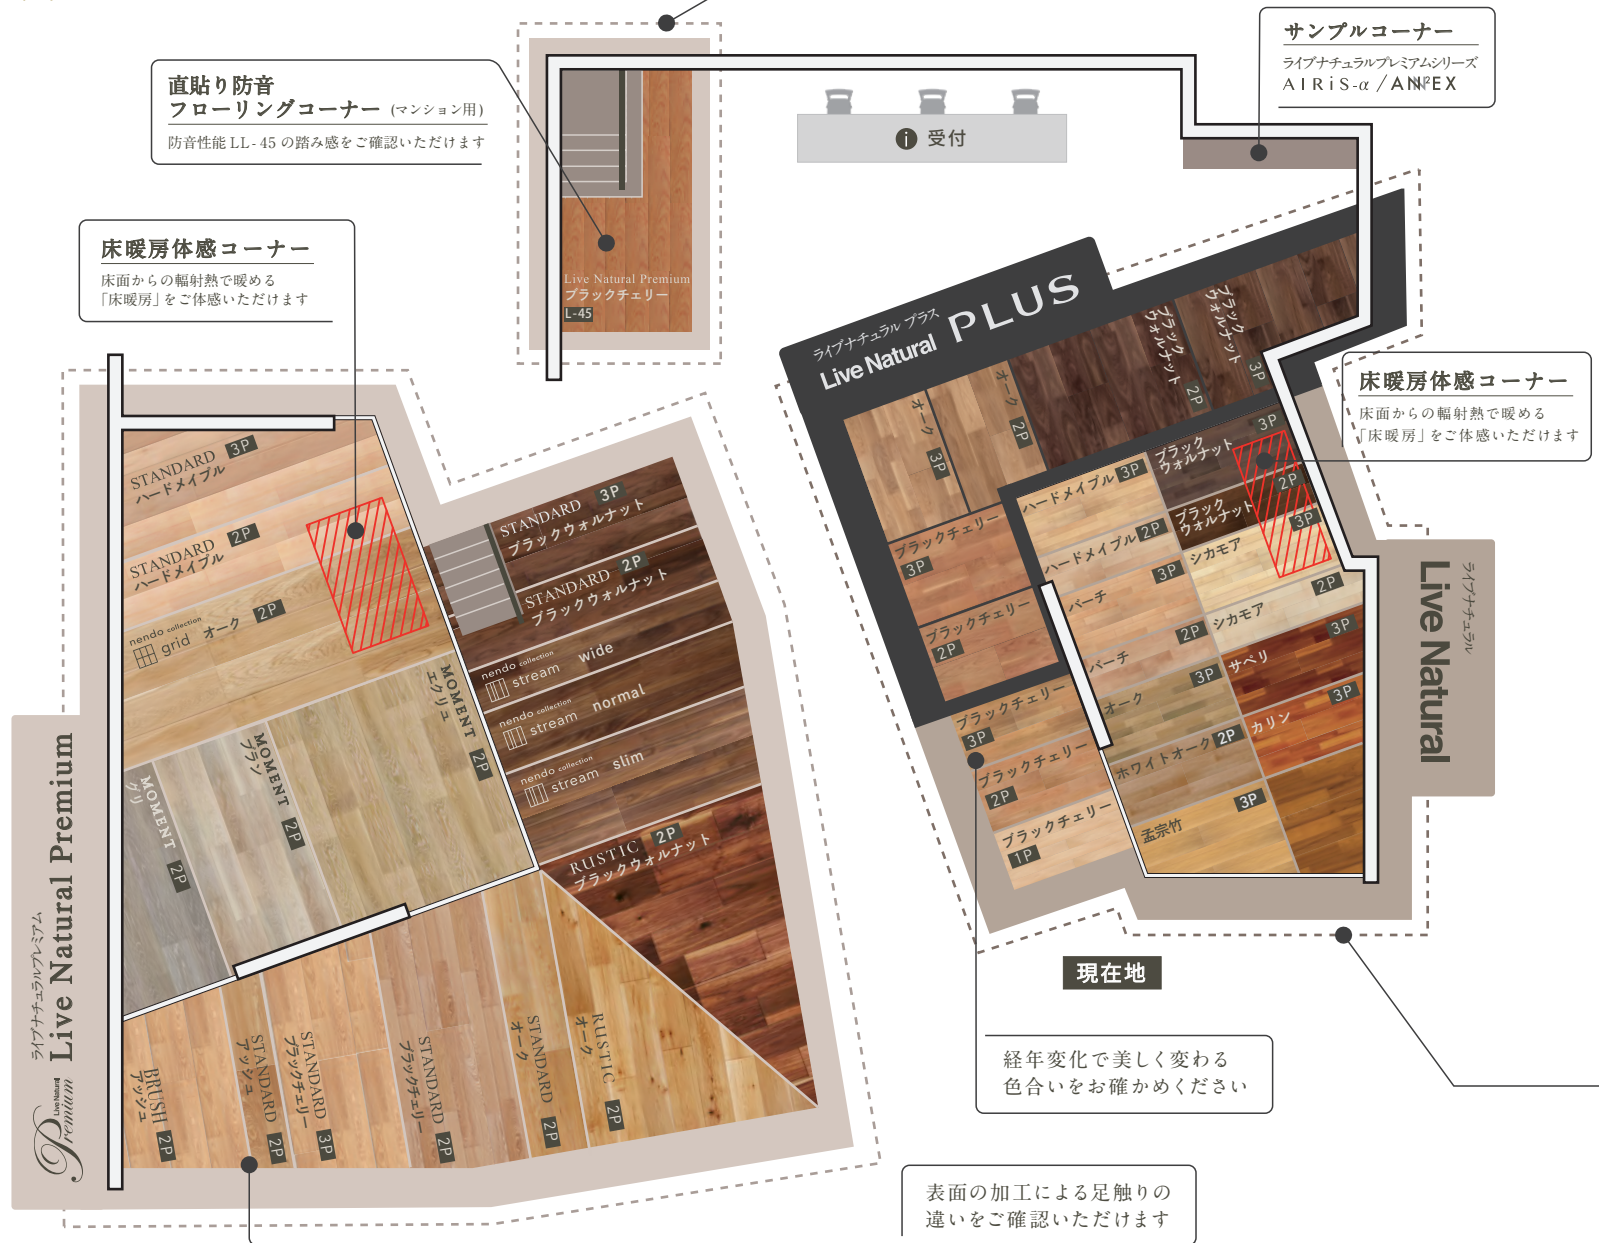 直貼り防音
フローリングコーナー (マンション用)
防音性能 LL-45 の踏み感をご確認いただけます
サンプルコーナー
ライブナチュラルプレミアムシリーズ
AIRiS-α / ANNEX
受付
床暖房体感コーナー
床面からの輻射熱で暖める
「床暖房」をご体感いただけます
Live Natural Premium
ブラックチェリー
L-45
ライブナチュラル プラス
Live Natural PLUS
オーク 3P
オーク 2P
ブラック
ウォルナット 2P
ブラック
ウォルナット 3P
ブラックチェリー
3P
ブラックチェリー
2P
床暖房体感コーナー
床面からの輻射熱で暖める
「床暖房」をご体感いただけます
ハードメイプル 3P
ハードメイプル 2P
バーチ 3P
バーチ 2P
オーク 3P
ホワイトオーク 2P
孟宗竹 3P
ブラック
ウォルナット 3P
ブラック
ウォルナット 2P
シカモア 3P
シカモア 2P
サペリ 3P
カリン 3P
ブラックチェリー
3P
ブラックチェリー
2P
ブラックチェリー
1P
ライブナチュラル
Live Natural
STANDARD 3P
ハードメイプル
STANDARD 2P
ハードメイプル
nendo collection
grid オーク 2P
MOMENT
エクリュ 2P
MOMENT
ブラン 2P
MOMENT
グリ 2P
STANDARD 3P
ブラックウォルナット
STANDARD 2P
ブラックウォルナット
nendo collection
stream wide
nendo collection
stream normal
nendo collection
stream slim
RUSTIC 2P
ブラックウォルナット
BRUSH
アッシュ 2P
STANDARD
アッシュ 2P
STANDARD
ブラックチェリー 3P
STANDARD
ブラックチェリー 2P
STANDARD
オーク 2P
RUSTIC
オーク 2P
ライブナチュラルプレミアム
Live Natural Premium
Live Natural
Premium
現在地
経年変化で美しく変わる
色合いをお確かめください
表面の加工による足触りの
違いをご確認いただけます